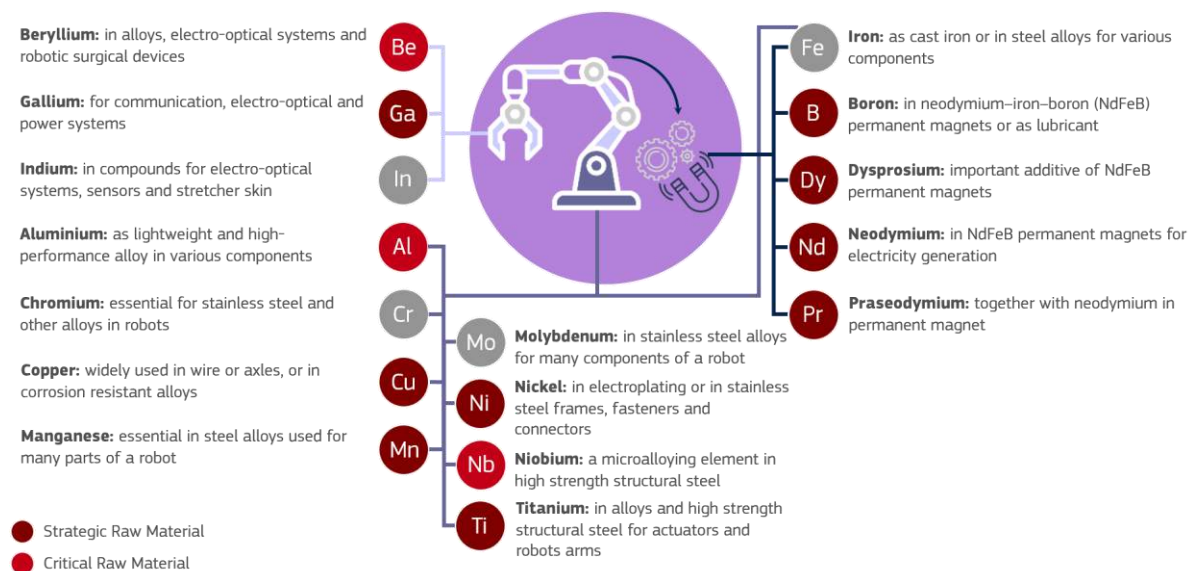 Beryllium: in alloys, electro-optical systems and
robotic surgical devices
Be
Gallium: for communication, electro-optical and
power systems
Ga
Indium: in compounds for electro-optical
systems, sensors and stretcher skin
In
Aluminium: as lightweight and high-
performance alloy in various components
Al
Chromium: essential for stainless steel and
other alloys in robots
Cr
Copper: widely used in wire or axles, or in
corrosion resistant alloys
Cu
Manganese: essential in steel alloys used for
many parts of a robot
Mn
Mo
Molybdenum: in stainless steel alloys
for many components of a robot
Ni
Nickel: in electroplating or in stainless
steel frames, fasteners and
connectors
Nb
Niobium: a microalloying element in
high strength structural steel
Ti
Titanium: in alloys and high strength
structural steel for actuators and
robots arms
Fe
Iron: as cast iron or in steel alloys for various
components
B
Boron: in neodymium–iron–boron (NdFeB)
permanent magnets or as lubricant
Dy
Dysprosium: important additive of NdFeB
permanent magnets
Nd
Neodymium: in NdFeB permanent magnets for
electricity generation
Pr
Praseodymium: together with neodymium in
permanent magnet
Strategic Raw Material
Critical Raw Material